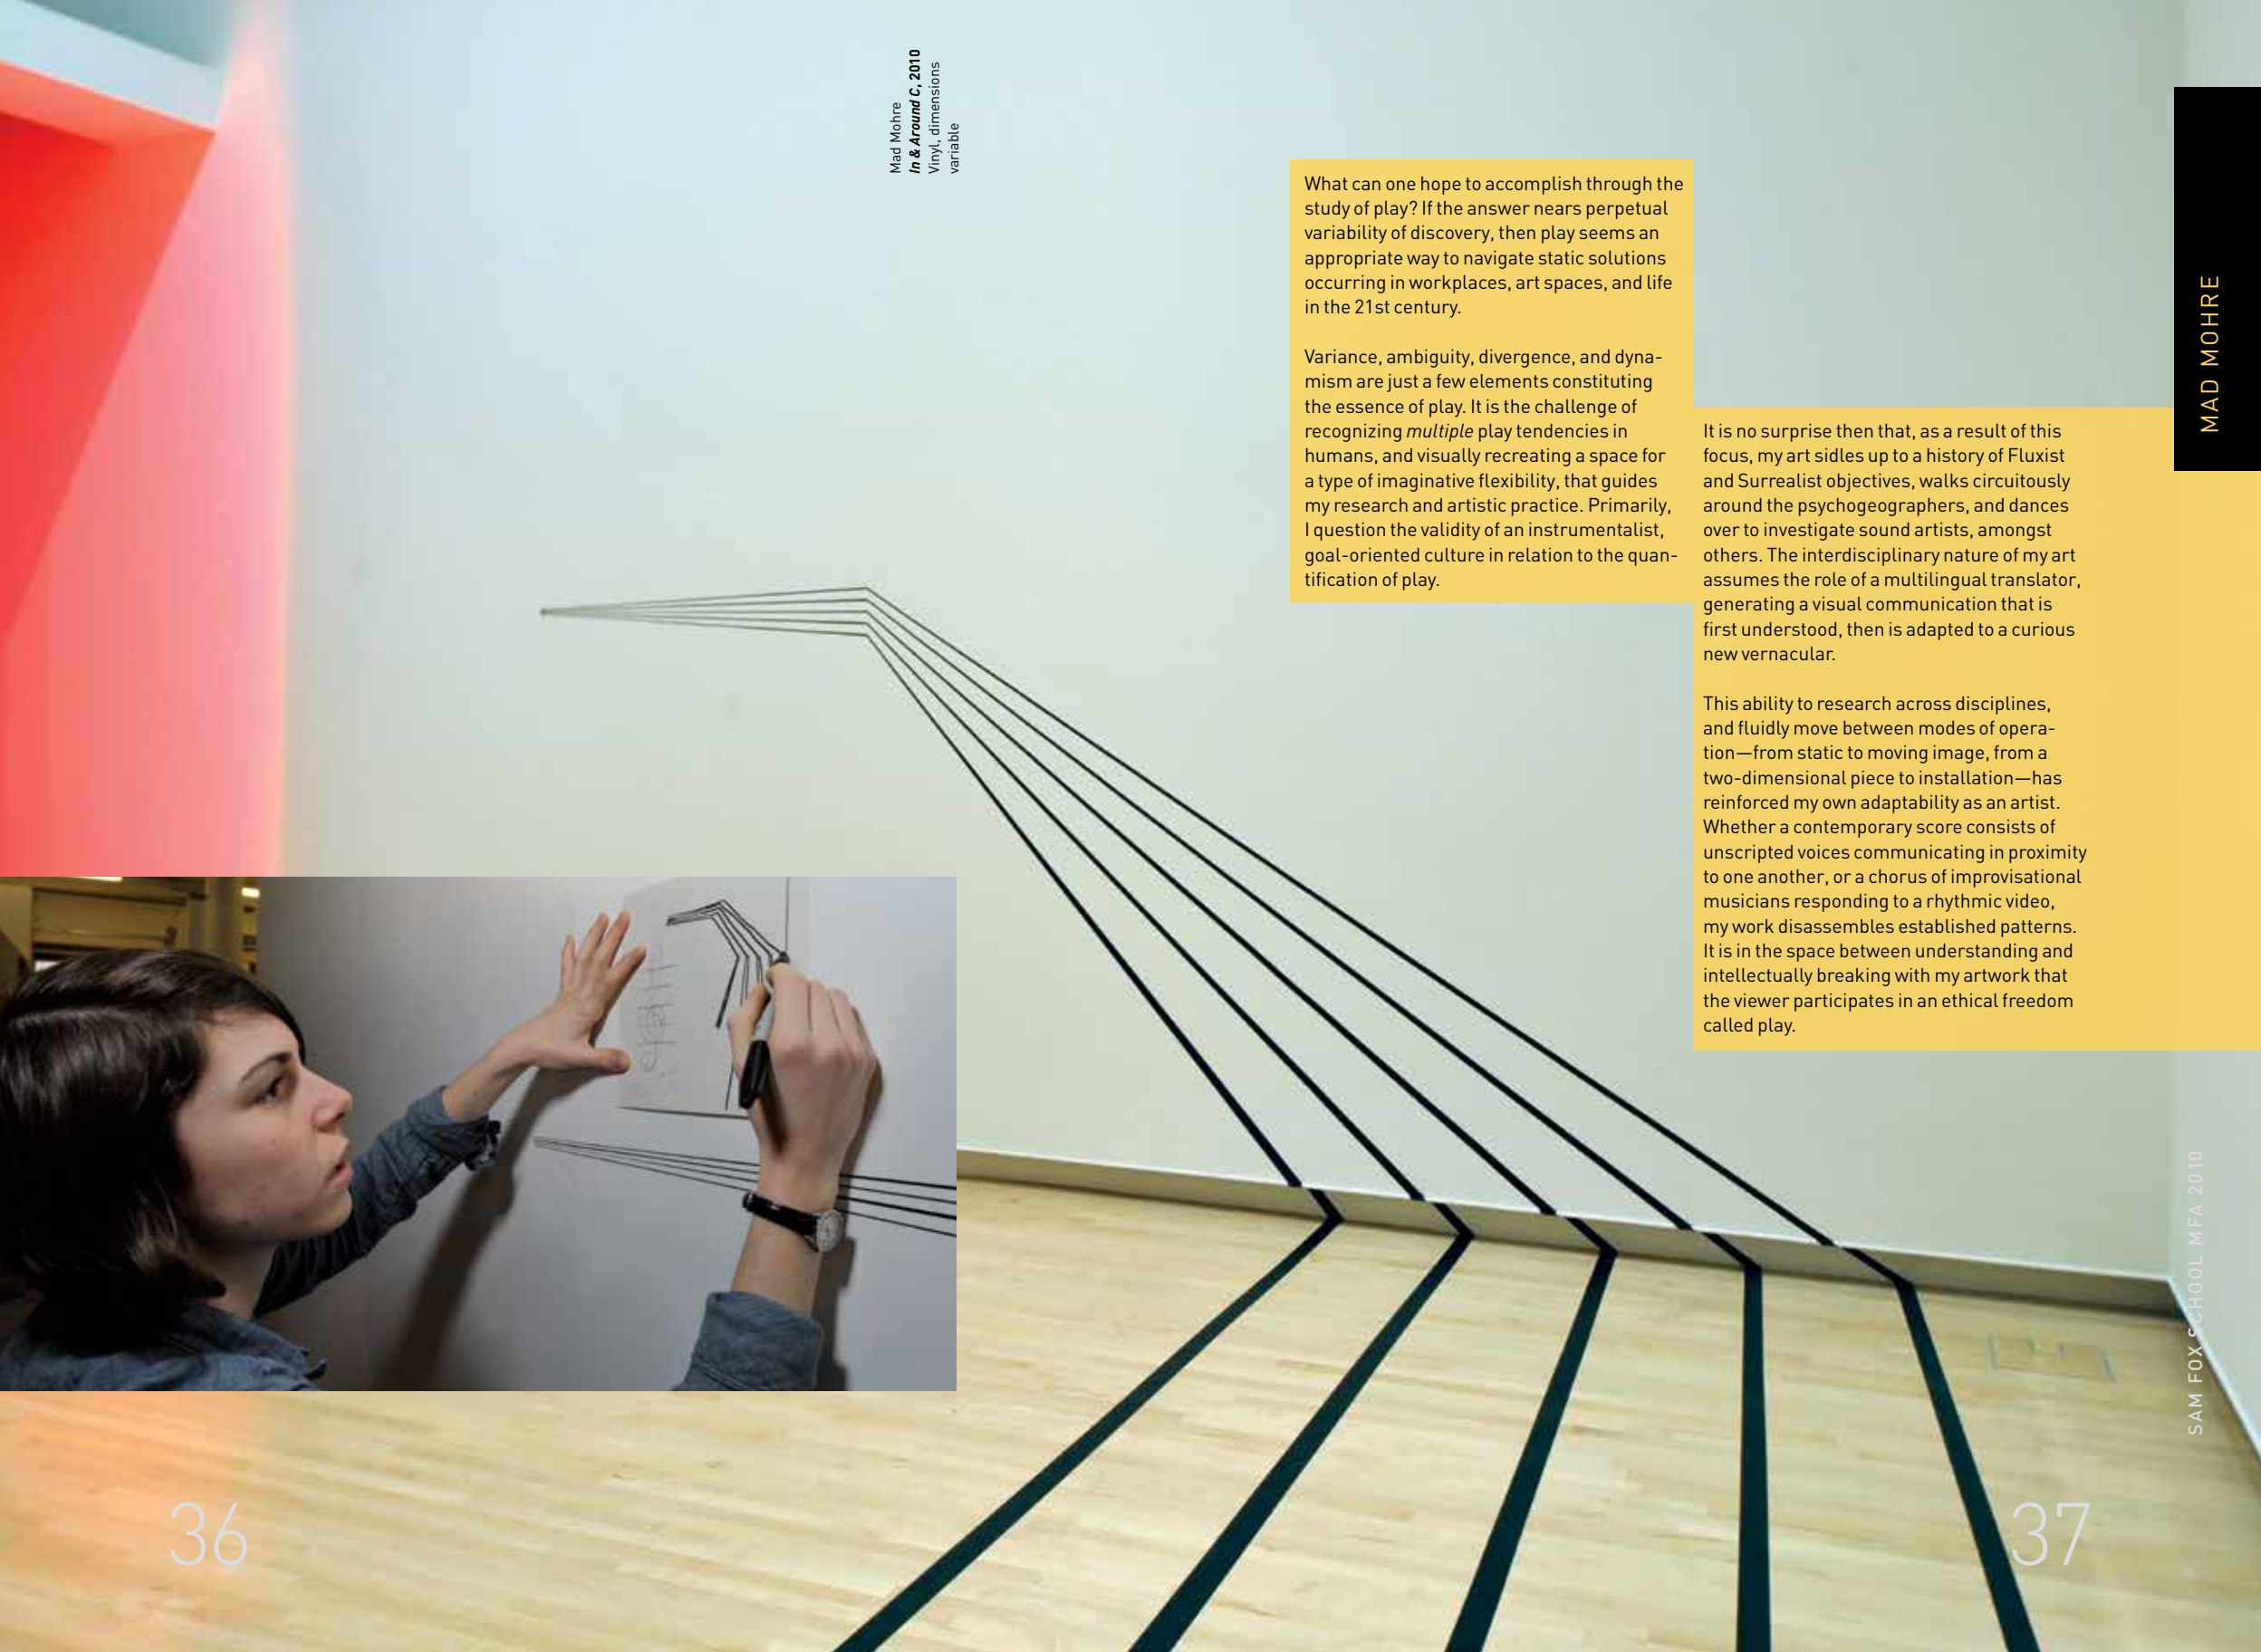 Mad Mohre
In & Around C, 2010
Vinyl, dimensions
variable
What can one hope to accomplish through the
study of play? If the answer nears perpetual
variability of discovery, then play seems an
appropriate way to navigate static solutions
occurring in workplaces, art spaces, and life
in the 21st century.
Variance, ambiguity, divergence, and dyna-
mism are just a few elements constituting
the essence of play. It is the challenge of
recognizing multiple play tendencies in
humans, and visually recreating a space for
a type of imaginative flexibility, that guides
my research and artistic practice. Primarily,
I question the validity of an instrumentalist,
goal-oriented culture in relation to the quan-
tification of play.
It is no surprise then that, as a result of this
focus, my art sidles up to a history of Fluxist
and Surrealist objectives, walks circuitously
around the psychogeographers, and dances
over to investigate sound artists, amongst
others. The interdisciplinary nature of my art
assumes the role of a multilingual translator,
generating a visual communication that is
first understood, then is adapted to a curious
new vernacular.
This ability to research across disciplines,
and fluidly move between modes of opera-
tion—from static to moving image, from a
two-dimensional piece to installation—has
reinforced my own adaptability as an artist.
Whether a contemporary score consists of
unscripted voices communicating in proximity
to one another, or a chorus of improvisational
musicians responding to a rhythmic video,
my work disassembles established patterns.
It is in the space between understanding and
intellectually breaking with my artwork that
the viewer participates in an ethical freedom
called play.
MAD MOHRE
SAM FOX SCHOOL MFA 2010
36
37